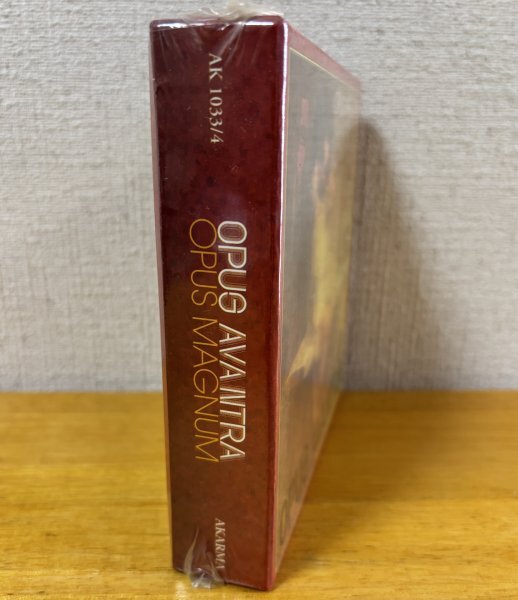 AK 1033/4
OPUS AVANTRA
OPUS MAGNUM
AKARMA